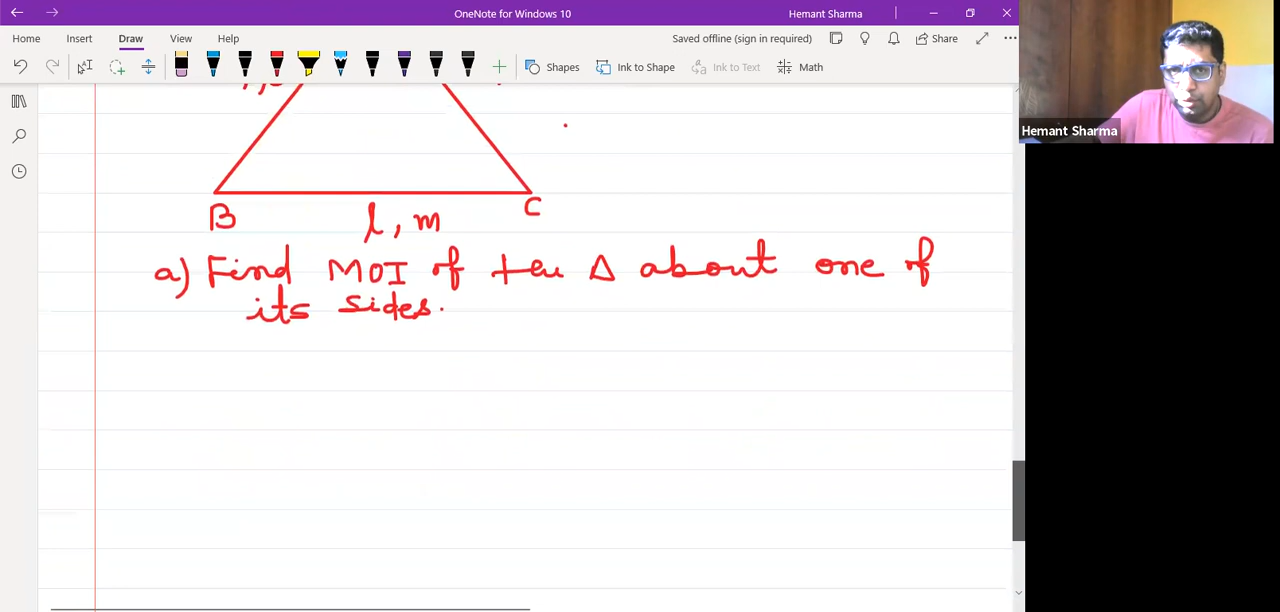 OneNote for Windows 10
Hemant Sharma
Home Insert Draw View Help
Saved offline (sign in required)
Share
Shapes
Ink to Shape
Ink to Text
Math
Hemant Sharma
B
l, m
C
a) Find MOI of the Δ about one of
its sides.